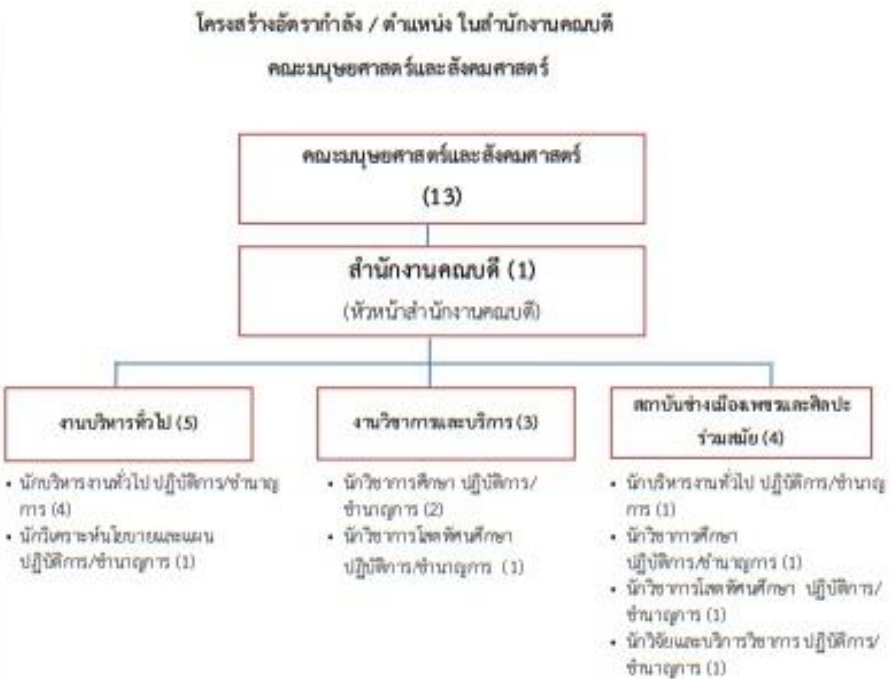 โครงสร้างอัตรากำลัง / ตำแหน่ง ในสำนักงานคณบดี
คณะมนุษยศาสตร์และสังคมศาสตร์
คณะมนุษยศาสตร์และสังคมศาสตร์
(13)
สำนักงานคณบดี (1)
(หัวหน้าสำนักงานคณบดี)
งานบริหารทั่วไป (5)
• นักบริหารงานทั่วไป ปฏิบัติการ/ชำนาญ
การ (4)
• นักวิเคราะห์นโยบายและแผน
ปฏิบัติการ/ชำนาญการ (1)
งานวิชาการและบริการ (3)
• นักวิชาการศึกษา ปฏิบัติการ/
ชำนาญการ (2)
• นักวิชาการโสตทัศนศึกษา
ปฏิบัติการ/ชำนาญการ (1)
สถาบันช่างเมืองเพชรและศิลปะ
ร่วมสมัย (4)
• นักบริหารงานทั่วไป ปฏิบัติการ/ชำนาญ
การ (1)
• นักวิชาการศึกษา
ปฏิบัติการ/ชำนาญการ (1)
• นักวิชาการโสตทัศนศึกษา ปฏิบัติการ/
ชำนาญการ (1)
• นักวิจัยและบริการวิชาการ ปฏิบัติการ/
ชำนาญการ (1)